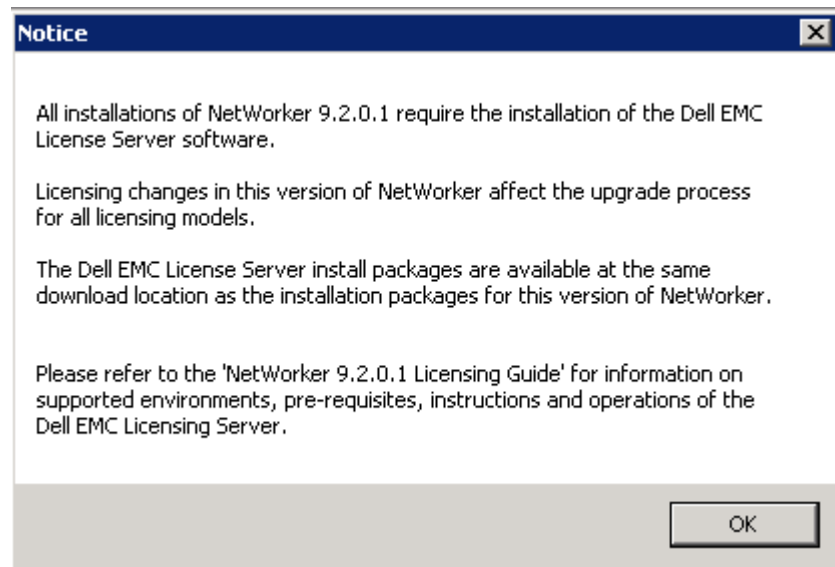 Notice
All installations of NetWorker 9.2.0.1 require the installation of the Dell EMC
License Server software.
Licensing changes in this version of NetWorker affect the upgrade process
for all licensing models.
The Dell EMC License Server install packages are available at the same
download location as the installation packages for this version of NetWorker.
Please refer to the 'NetWorker 9.2.0.1 Licensing Guide' for information on
supported environments, pre-requisites, instructions and operations of the
Dell EMC Licensing Server.
OK